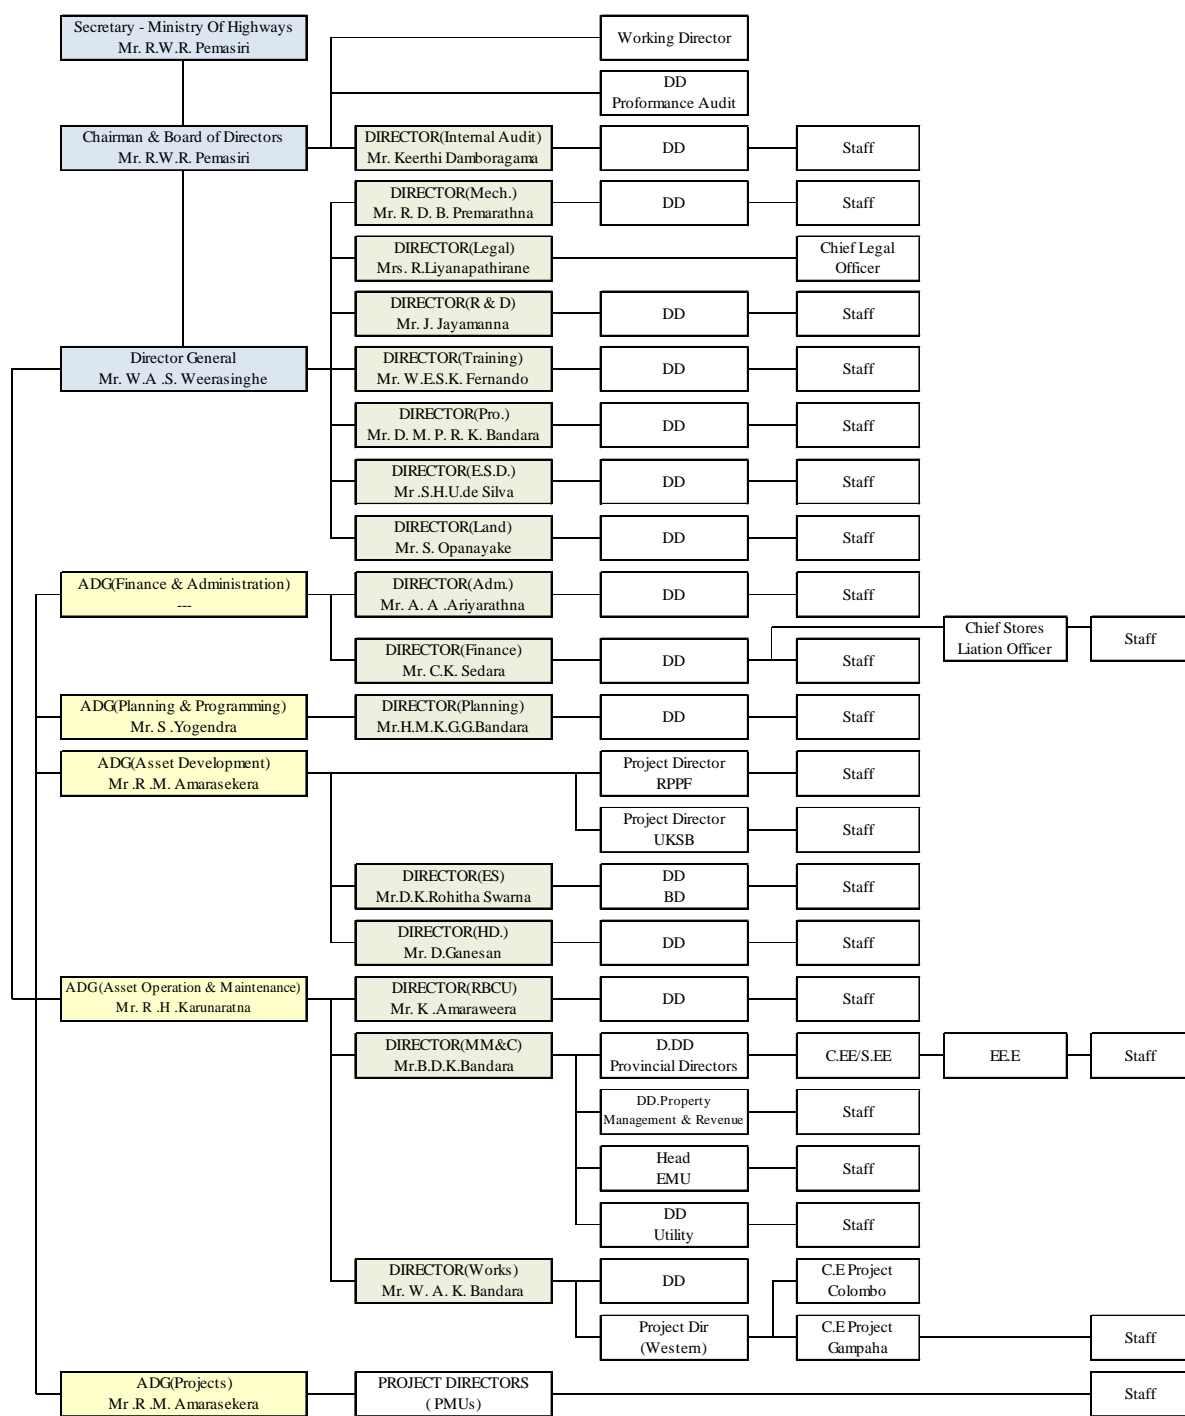 Secretary - Ministry Of Highways
Mr. R.W.R. Pemasiri
Working Director
DD
Proformance Audit
Chairman & Board of Directors
Mr. R.W.R. Pemasiri
DIRECTOR(Internal Audit)
Mr. Keerthi Damboragama
DD
Staff
DIRECTOR(Mech.)
Mr. R. D. B. Premarathna
DD
Staff
DIRECTOR(Legal)
Mrs. R.Liyanapathirane
Chief Legal
Officer
DIRECTOR(R & D)
Mr. J. Jayamanna
DD
Staff
Director General
Mr. W.A .S. Weerasinghe
DIRECTOR(Training)
Mr. W.E.S.K. Fernando
DD
Staff
DIRECTOR(Pro.)
Mr. D. M. P. R. K. Bandara
DD
Staff
DIRECTOR(E.S.D.)
Mr .S.H.U.de Silva
DD
Staff
DIRECTOR(Land)
Mr. S. Opanayake
DD
Staff
ADG(Finance & Administration)
---
DIRECTOR(Adm.)
Mr. A. A .Ariyarathna
DD
Staff
Chief Stores
Liation Officer
Staff
DIRECTOR(Finance)
Mr. C.K. Sedara
DD
Staff
ADG(Planning & Programming)
Mr. S .Yogendra
DIRECTOR(Planning)
Mr.H.M.K.G.G.Bandara
DD
Staff
ADG(Asset Development)
Mr .R .M. Amarasekera
Project Director
RPPF
Staff
Project Director
UKSB
Staff
DIRECTOR(ES)
Mr.D.K.Rohitha Swarna
DD
BD
Staff
DIRECTOR(HD.)
Mr. D.Ganesan
DD
Staff
ADG(Asset Operation & Maintenance)
Mr. R .H .Karunaratna
DIRECTOR(RBCU)
Mr. K .Amaraweera
DD
Staff
DIRECTOR(MM&C)
Mr.B.D.K.Bandara
D.DD
Provincial Directors
C.EE/S.EE
EE.E
Staff
DD.Property
Management & Revenue
Staff
Head
EMU
Staff
DD
Utility
Staff
DIRECTOR(Works)
Mr. W. A. K. Bandara
DD
C.E Project
Colombo
Project Dir
(Western)
C.E Project
Gampaha
Staff
ADG(Projects)
Mr .R .M. Amarasekera
PROJECT DIRECTORS
( PMUs)
Staff